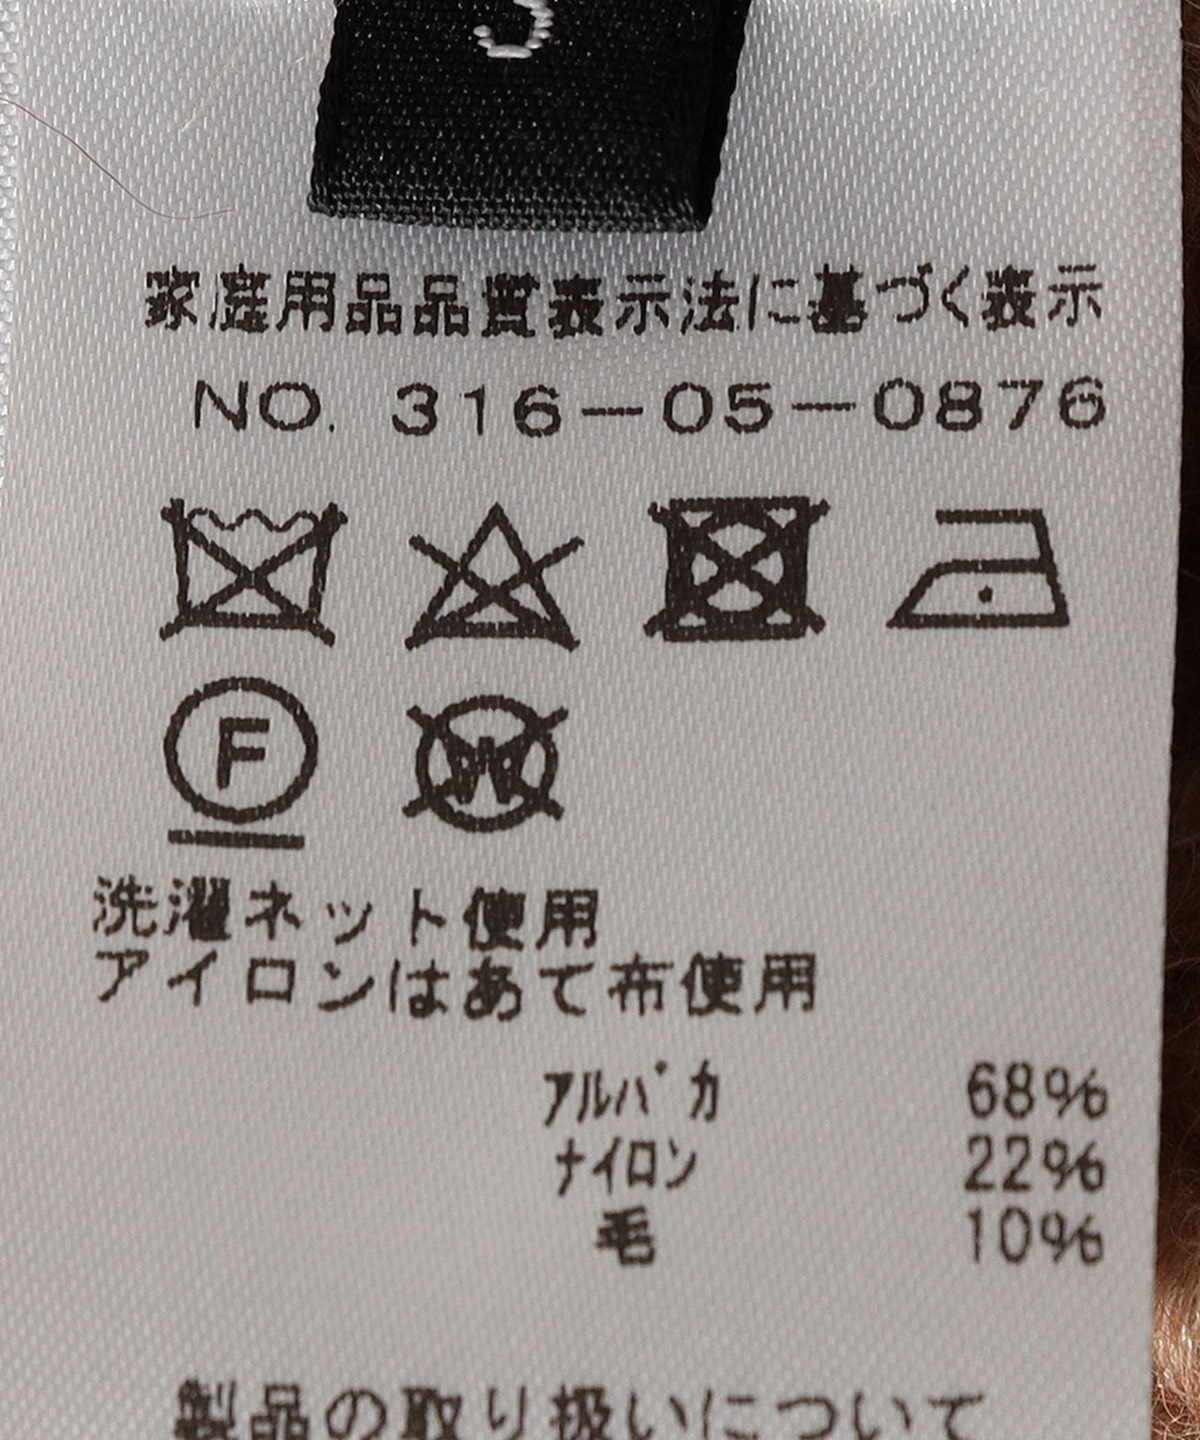 家庭用品品質表示法に基づく表示
NO. 316-05-0876
F
W
洗濯ネット使用
アイロンはあて布使用
アルパカ 68%
ナイロン 22%
毛 10%
製品の取り扱いについて